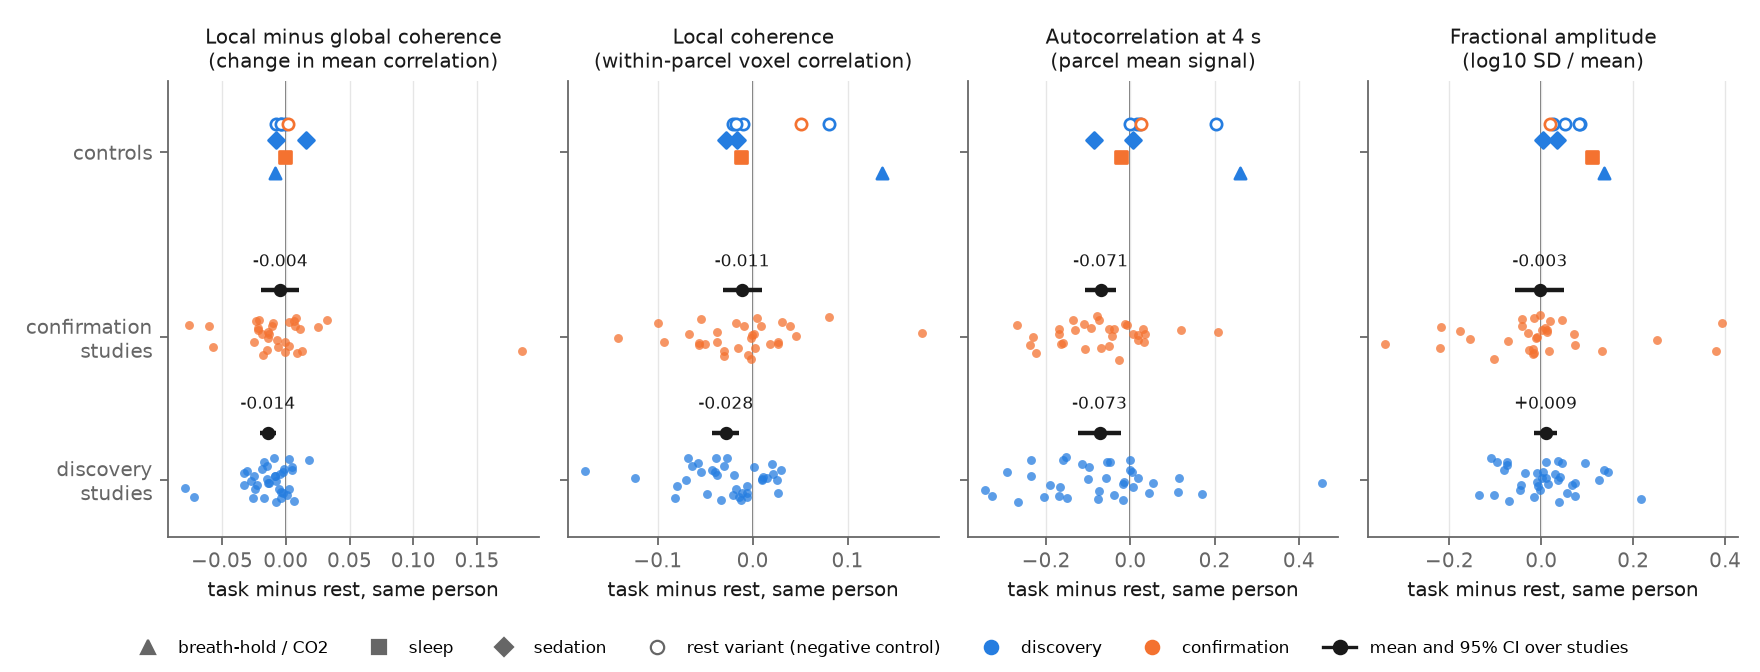 Local minus global coherence
(change in mean correlation)
Local coherence
(within-parcel voxel correlation)
Autocorrelation at 4 s
(parcel mean signal)
Fractional amplitude
(log10 SD / mean)
controls
confirmation
studies
discovery
studies
-0.004
-0.011
-0.071
-0.003
-0.014
-0.028
-0.073
+0.009
−0.05 0.00 0.05 0.10 0.15
−0.1 0.0 0.1
−0.2 0.0 0.2 0.4
−0.2 0.0 0.2 0.4
task minus rest, same person
task minus rest, same person
task minus rest, same person
task minus rest, same person
breath-hold / CO2 sleep sedation rest variant (negative control) discovery confirmation mean and 95% CI over studies